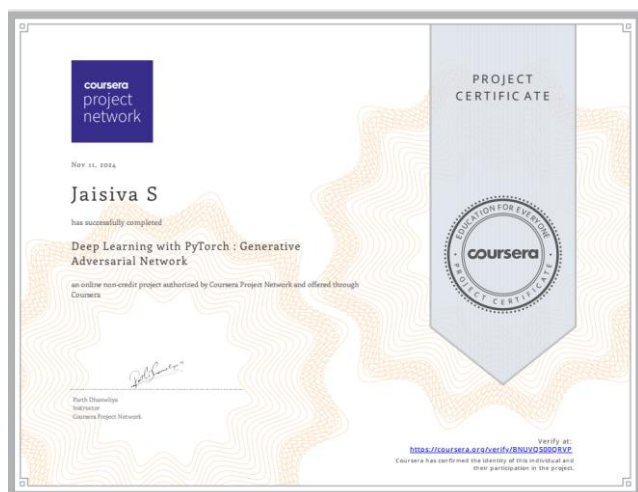 coursera
project
network
PROJECT
CERTIFICATE
Nov 11, 2024
Jaisiva S
has successfully completed
Deep Learning with PyTorch : Generative
Adversarial Network
an online non-credit project authorized by Coursera Project Network and offered through
Coursera
EDUCATION FOR EVERYONE
coursera
PROJECT CERTIFICATE
Parth Dhameliya
Instructor
Coursera Project Network
Verify at:
https://coursera.org/verify/BNUVQS00QRVP
Coursera has confirmed the identity of this individual and
their participation in the project.